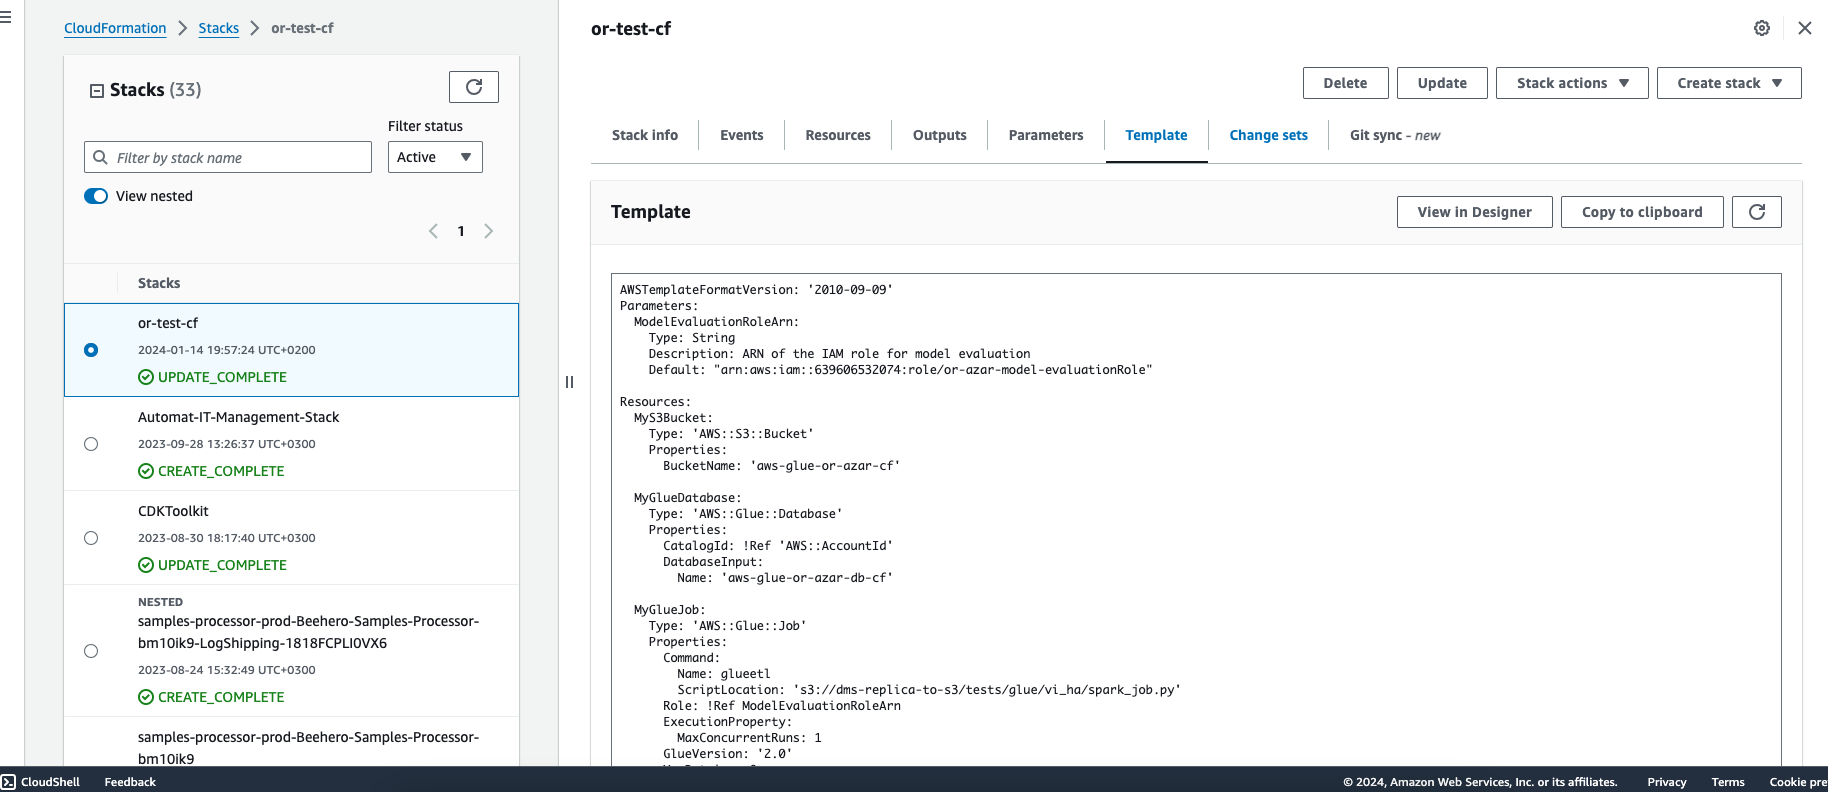 CloudFormation > Stacks > or-test-cf
Stacks (33)
Filter status
Filter by stack name
Active
View nested
1
Stacks
or-test-cf
2024-01-14 19:57:24 UTC+0200
UPDATE_COMPLETE
Automat-IT-Management-Stack
2023-09-28 13:26:37 UTC+0300
CREATE_COMPLETE
CDKToolkit
2023-08-30 18:17:40 UTC+0300
UPDATE_COMPLETE
NESTED
samples-processor-prod-Beehero-Samples-Processor-
bm10ik9-LogShipping-1818FCPLI0VX6
2023-08-24 15:32:49 UTC+0300
CREATE_COMPLETE
samples-processor-prod-Beehero-Samples-Processor-
bm10ik9
or-test-cf
Delete
Update
Stack actions
Create stack
Stack info
Events
Resources
Outputs
Parameters
Template
Change sets
Git sync - new
Template
View in Designer
Copy to clipboard
AWSTemplateFormatVersion: '2010-09-09'
Parameters:
  ModelEvaluationRoleArn:
    Type: String
    Description: ARN of the IAM role for model evaluation
    Default: "arn:aws:iam::639606532074:role/or-azar-model-evaluationRole"
Resources:
  MyS3Bucket:
    Type: 'AWS::S3::Bucket'
    Properties:
      BucketName: 'aws-glue-or-azar-cf'
  MyGlueDatabase:
    Type: 'AWS::Glue::Database'
    Properties:
      CatalogId: !Ref 'AWS::AccountId'
      DatabaseInput:
        Name: 'aws-glue-or-azar-db-cf'
  MyGlueJob:
    Type: 'AWS::Glue::Job'
    Properties:
      Command:
        Name: glueetl
        ScriptLocation: 's3://dms-replica-to-s3/tests/glue/vi_ha/spark_job.py'
      Role: !Ref ModelEvaluationRoleArn
      ExecutionProperty:
        MaxConcurrentRuns: 1
      GlueVersion: '2.0'
CloudShell
Feedback
© 2024, Amazon Web Services, Inc. or its affiliates.
Privacy
Terms
Cookie pre